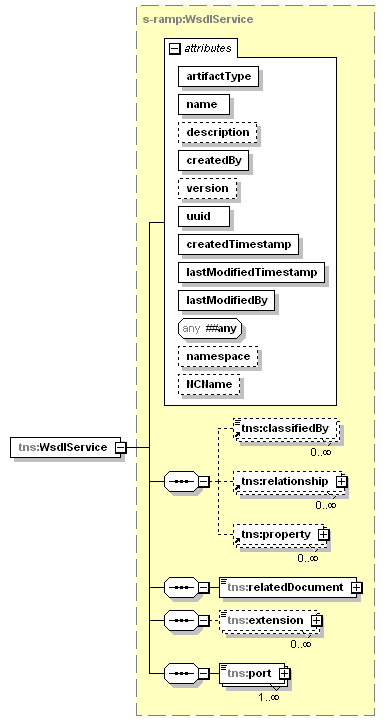 s-ramp:WsdlService
attributes
artifactType
name
description
createdBy
version
uuid
createdTimestamp
lastModifiedTimestamp
lastModifiedBy
any ##any
namespace
NCName
tns:classifiedBy
0..∞
tns:WsdlService
tns:relationship
0..∞
tns:property
0..∞
tns:relatedDocument
tns:extension
0..∞
tns:port
1..∞